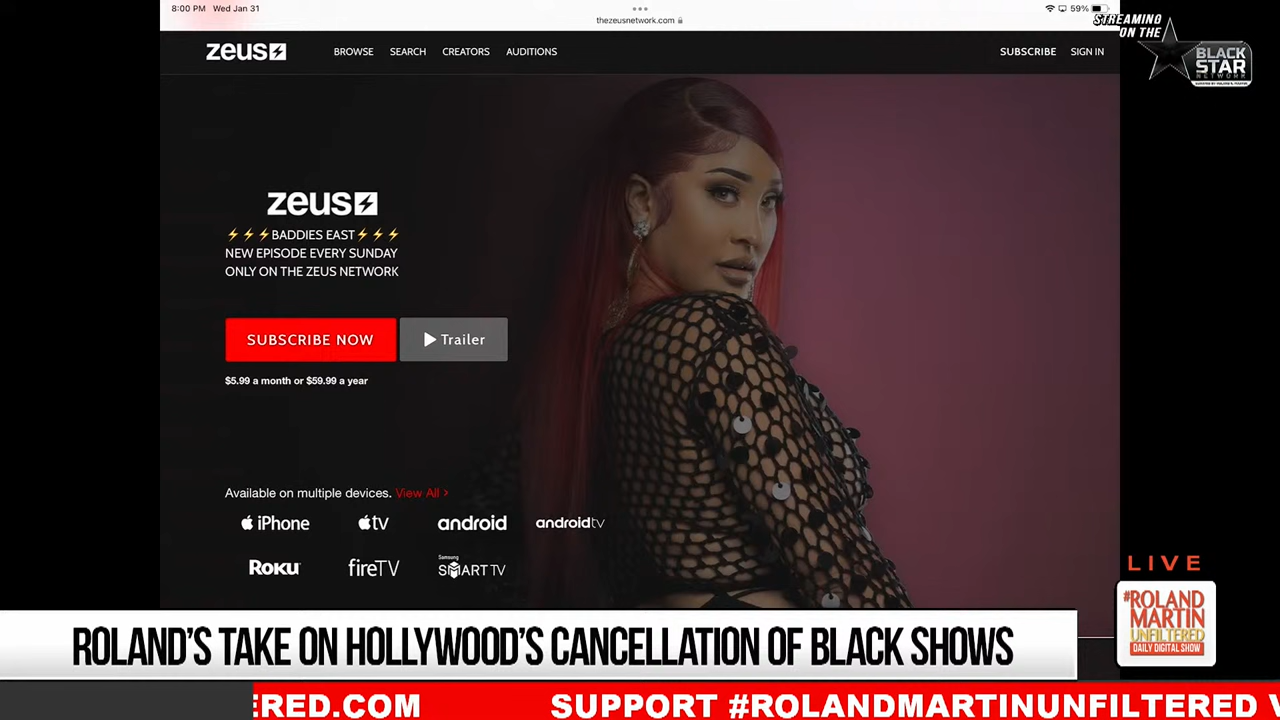 8:00 PM Wed Jan 31
thezeusnetwork.com
59%
STREAMING
ON THE
BLACK
STAR
NETWORK
zeus
BROWSE
SEARCH
CREATORS
AUDITIONS
SUBSCRIBE
SIGN IN
zeus
⚡⚡⚡BADDIES EAST⚡⚡⚡
NEW EPISODE EVERY SUNDAY
ONLY ON THE ZEUS NETWORK
SUBSCRIBE NOW
Trailer
$5.99 a month or $59.99 a year
Available on multiple devices. View All >
iPhone
tv
android
androidtv
Roku
fireTV
Samsung
SMART TV
LIVE
#ROLAND
MARTIN
UNFILTERED
DAILY DIGITAL SHOW
ROLAND'S TAKE ON HOLLYWOOD'S CANCELLATION OF BLACK SHOWS
ERED.COM SUPPORT #ROLANDMARTINUNFILTERED V